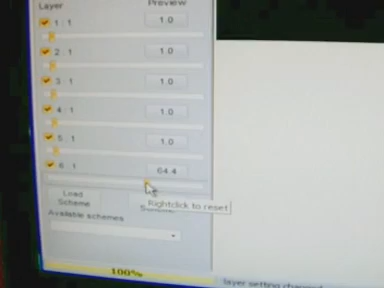 Layer Preview
1 : 1 1.0
2 : 1 1.0
3 : 1 1.0
4 : 1 1.0
5 : 1 1.0
6 : 1 64.4
Load
Scheme
Rightclick to reset
Available schemes
100%
layer setting changed